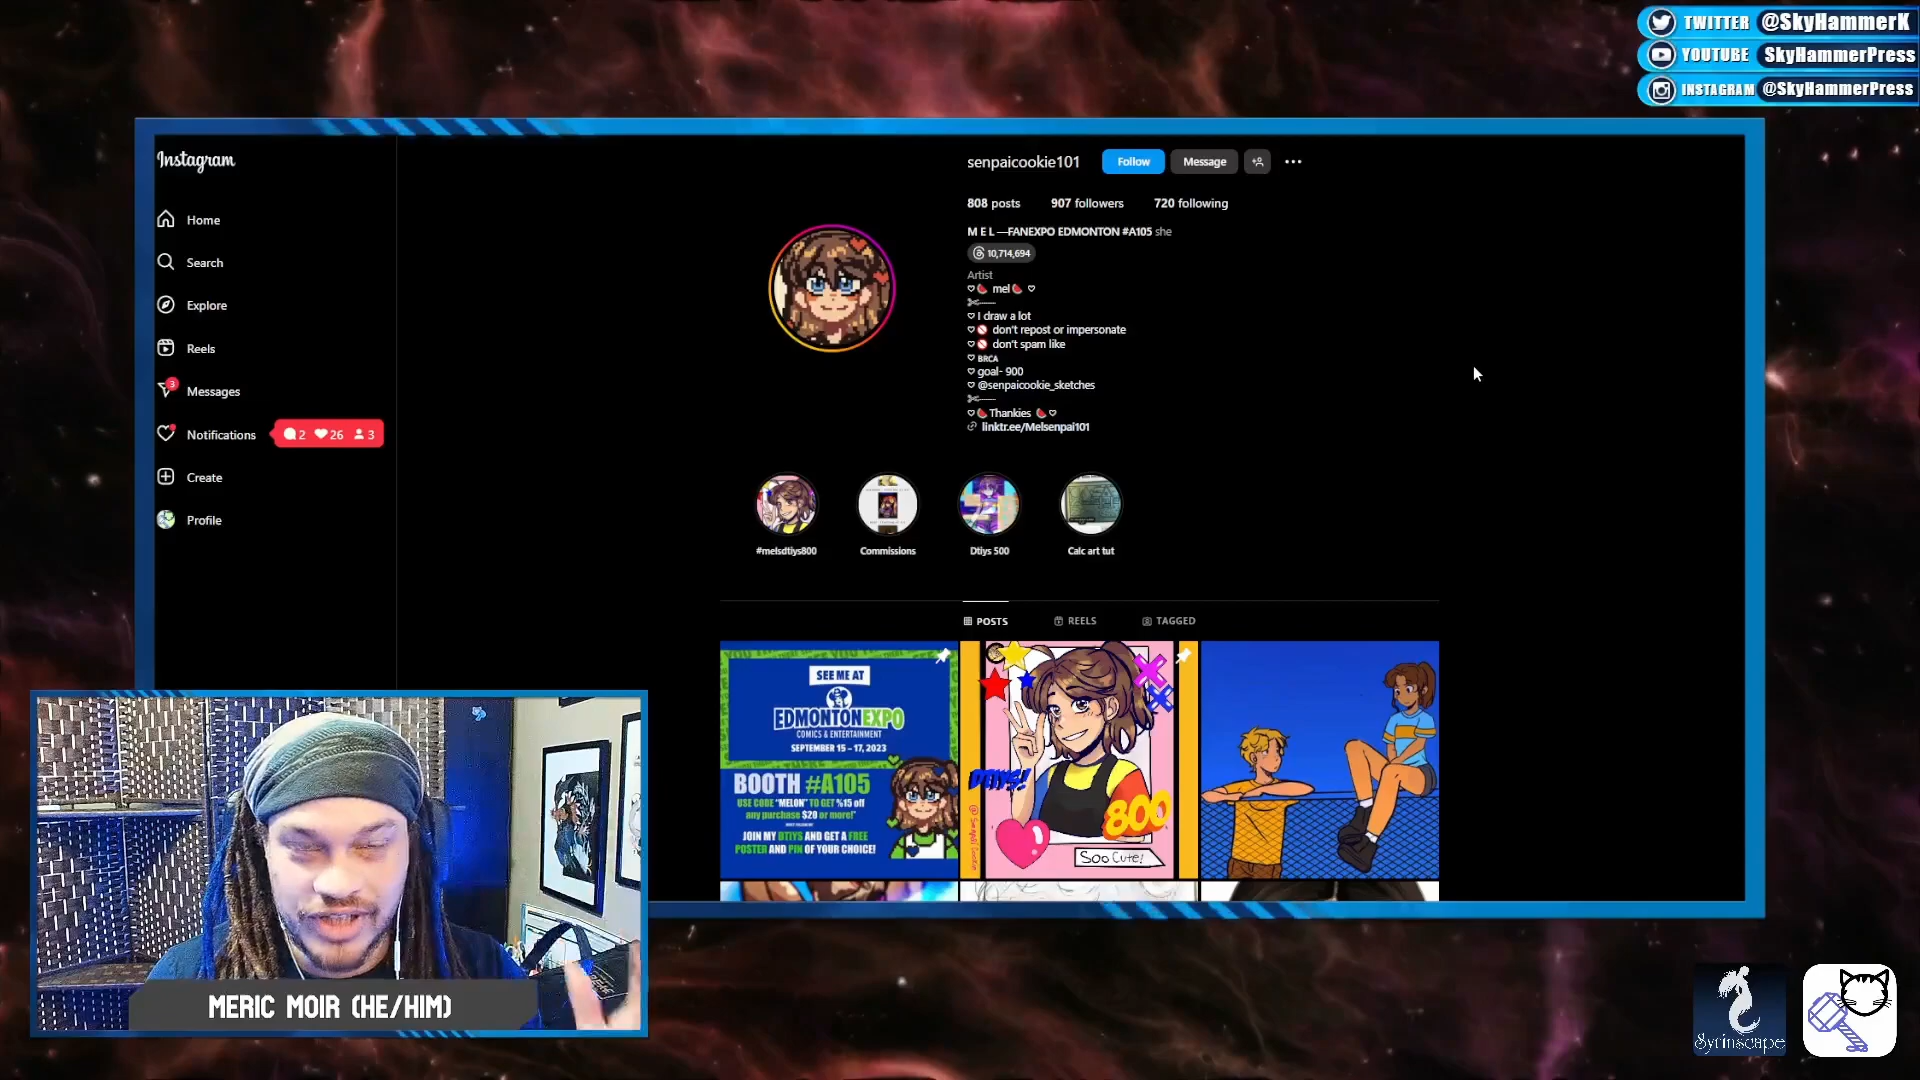 TWITTER @SkyHammerK
YOUTUBE SkyHammerPress
INSTAGRAM @SkyHammerPress
Instagram
Home
Search
Explore
Reels
3
Messages
Notifications
2 26 3
Create
Profile
senpaicookie101 Follow Message
808 posts 907 followers 720 following
M E L —FANEXPO EDMONTON #A105 she
10,714,694
Artist
♡🍉 mel🍉 ♡
✄┈┈
♡ I draw a lot
♡🚫 don't repost or impersonate
♡🚫 don't spam like
♡ BRCA
♡ goal- 900
♡ @senpaicookie_sketches
✄┈┈
♡🍉Thankies 🍉♡
linktr.ee/Melsenpai101
#melsdtiys800 Commissions Dtiys 500 Calc art tut
POSTS REELS TAGGED
SEE ME AT
EDMONTONEXPO
COMICS & ENTERTAINMENT
SEPTEMBER 15 – 17, 2023
BOOTH #A105
USE CODE "MELON" TO GET %15 off
any purchase $20 or more!*
JOIN MY DTIYS AND GET A FREE
POSTER AND PIN OF YOUR CHOICE!
DTIYS!
800
Soo Cute!
MERIC MOIR (HE/HIM)
Syrinscape